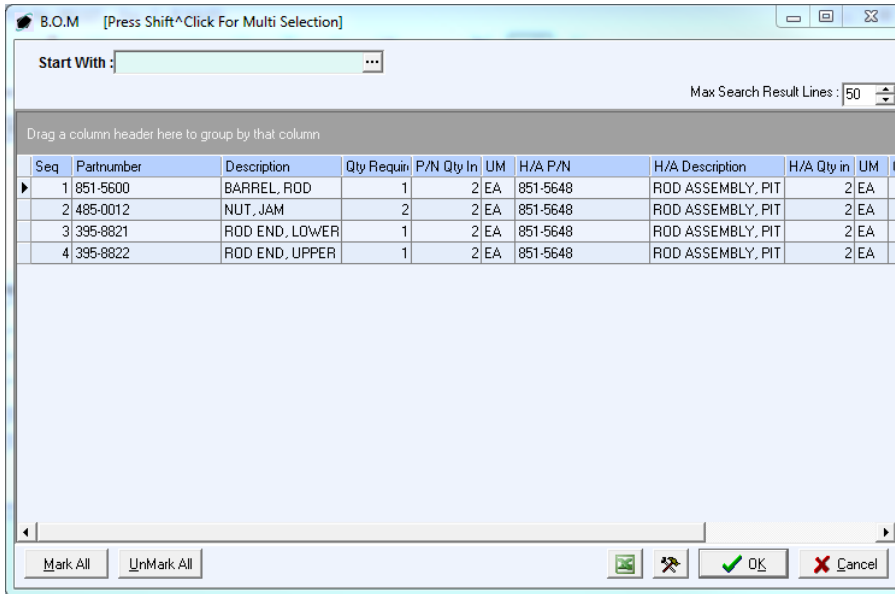 B.O.M [Press Shift^Click For Multi Selection]
Start With :
...
Max Search Result Lines : 50
Drag a column header here to group by that column
Seq Partnumber Description Qty Requir P/N Qty In UM H/A P/N H/A Description H/A Qty in UM
1 851-5600 BARREL, ROD 1 2 EA 851-5648 ROD ASSEMBLY, PIT 2 EA
2 485-0012 NUT, JAM 2 2 EA 851-5648 ROD ASSEMBLY, PIT 2 EA
3 395-8821 ROD END, LOWER 1 2 EA 851-5648 ROD ASSEMBLY, PIT 2 EA
4 395-8822 ROD END, UPPER 1 2 EA 851-5648 ROD ASSEMBLY, PIT 2 EA
Mark All UnMark All OK Cancel